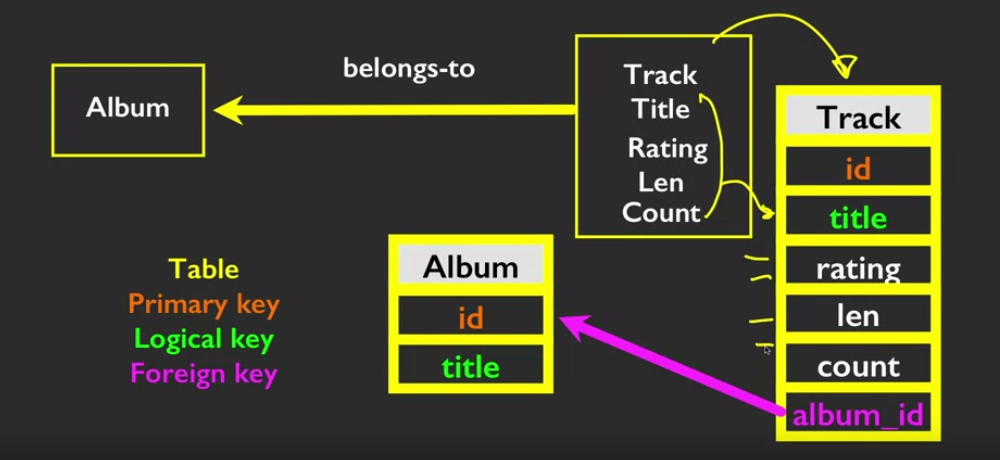 belongs-to
Album
Track
Title
Rating
Len
Count
Track
id
title
rating
len
count
album_id
Album
id
title
Table
Primary key
Logical key
Foreign key